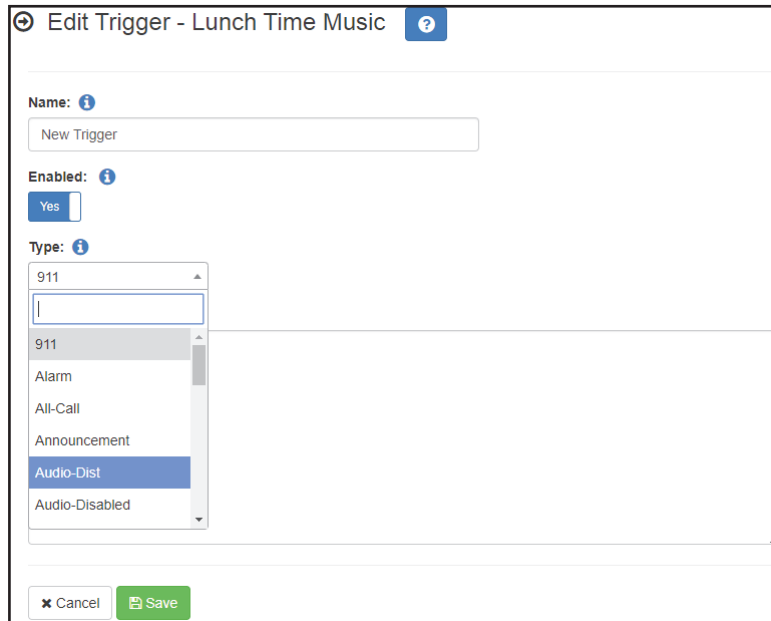 Edit Trigger - Lunch Time Music
Name:
New Trigger
Enabled:
Yes
Type:
911
911
Alarm
All-Call
Announcement
Audio-Dist
Audio-Disabled
Cancel
Save